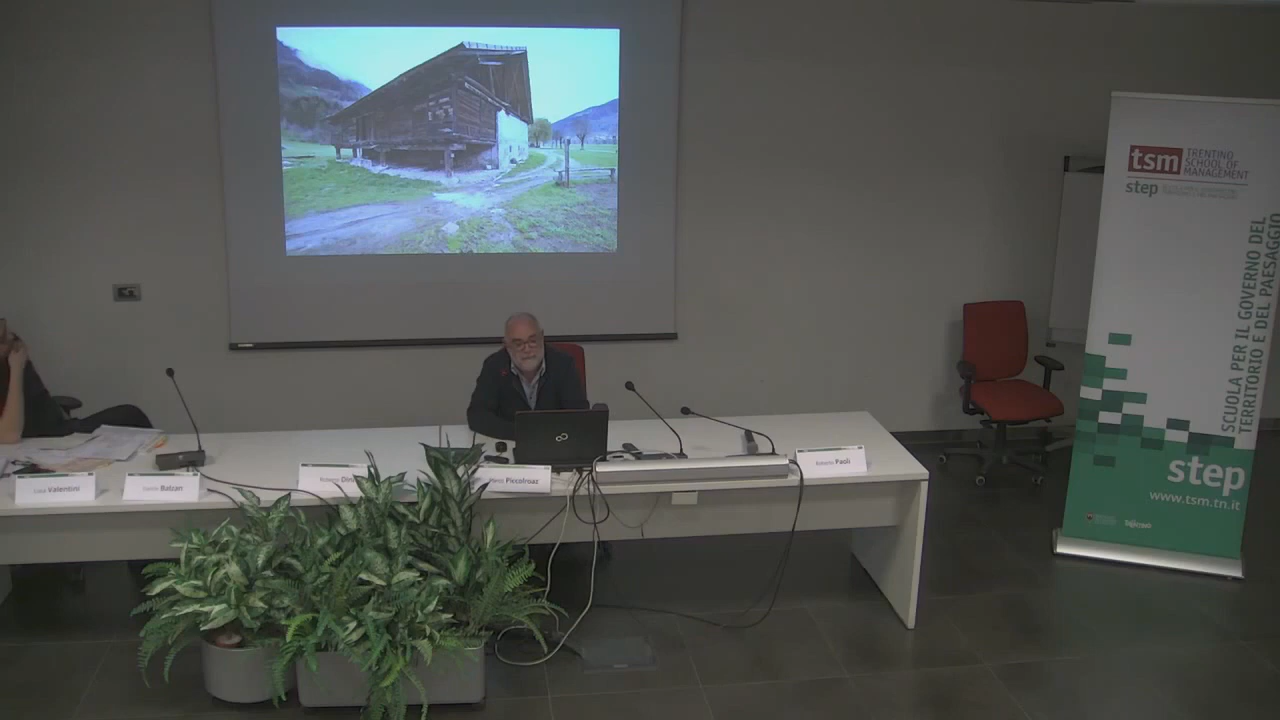 tsm
TRENTINO
SCHOOL OF
MANAGEMENT
step
SCUOLA PER IL GOVERNO DEL
TERRITORIO E DEL PAESAGGIO
step
www.tsm.tn.it
Valentini
Balzan
Piccolroaz
Paoli